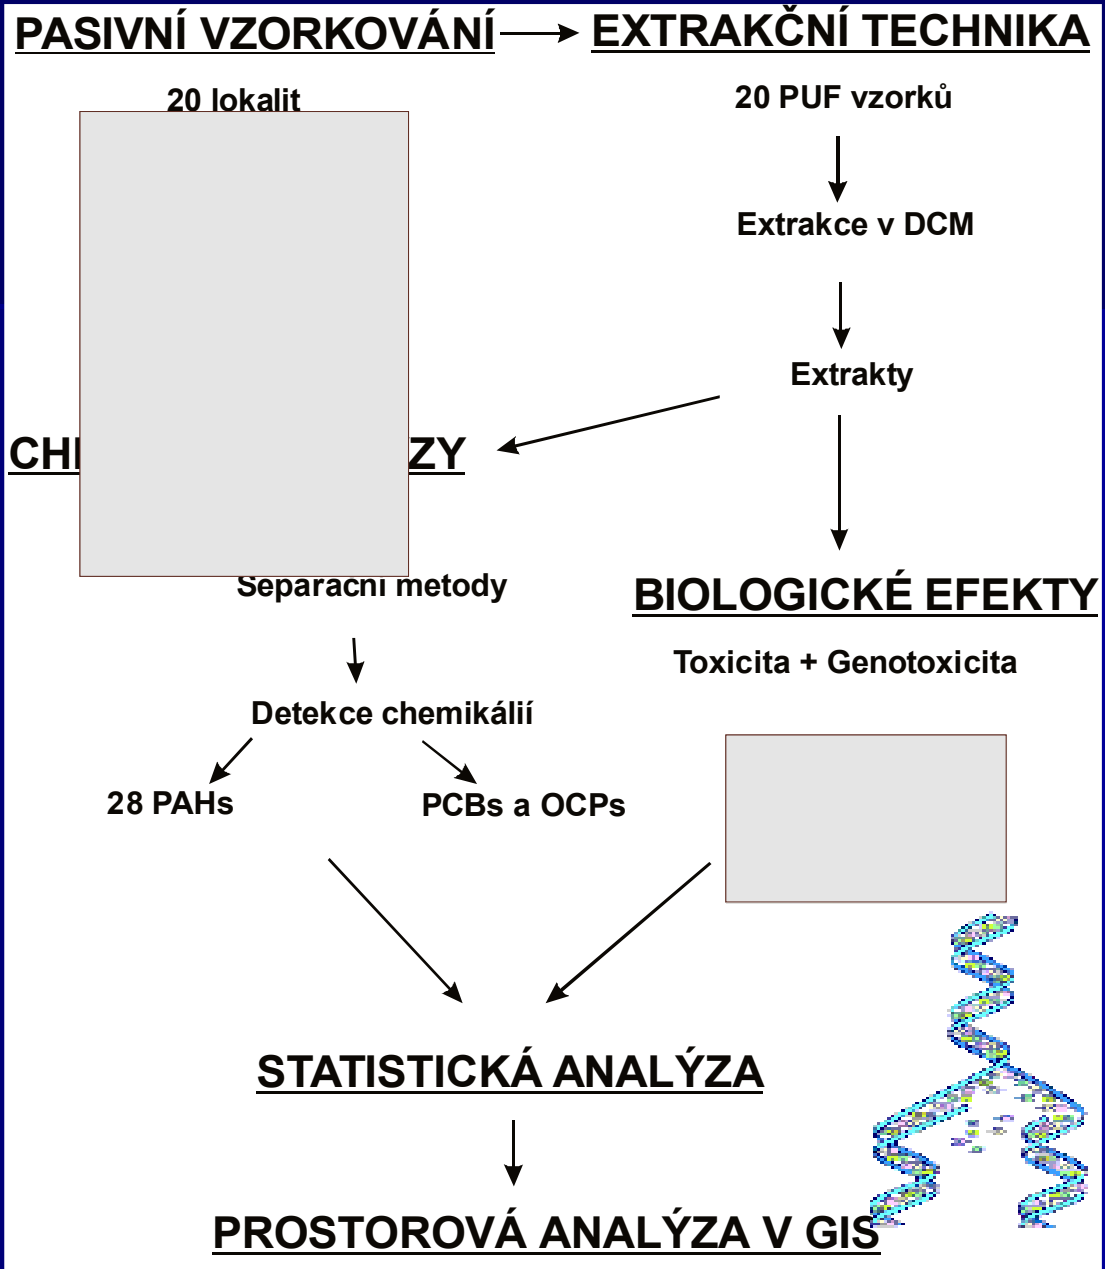 PASIVNÍ VZORKOVÁNÍ
EXTRAKČNÍ TECHNIKA
20 lokalit
20 PUF vzorků
Extrakce v DCM
Extrakty
Separační metody
BIOLOGICKÉ EFEKTY
Toxicita + Genotoxicita
Detekce chemikálií
28 PAHs
PCBs a OCPs
STATISTICKÁ ANALÝZA
PROSTOROVÁ ANALÝZA V GIS